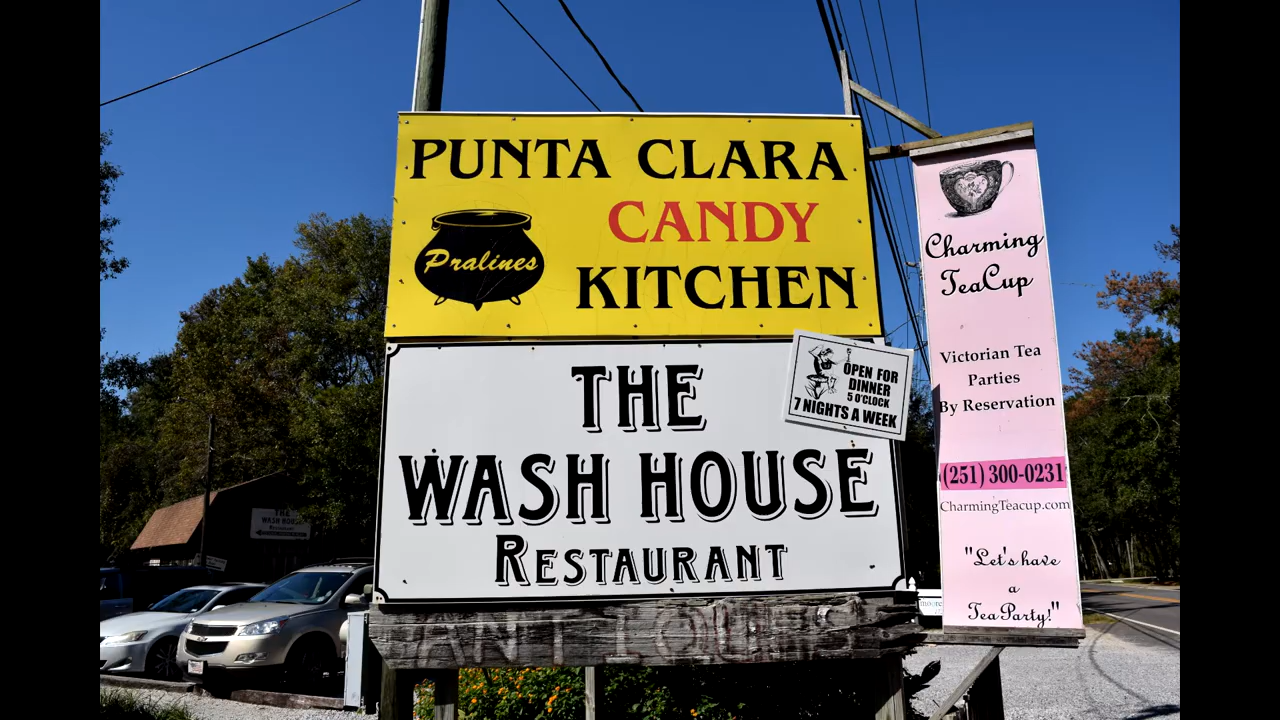 PUNTA CLARA
CANDY
Pralines
KITCHEN
THE
WASH HOUSE
RESTAURANT
OPEN FOR
DINNER
5 O'CLOCK
7 NIGHTS A WEEK
Charming
TeaCup
Victorian Tea
Parties
By Reservation
(251) 300-0231
CharmingTeacup.com
"Let's have
a
TeaParty!"
THE
WASH HOUSE
Restaurant